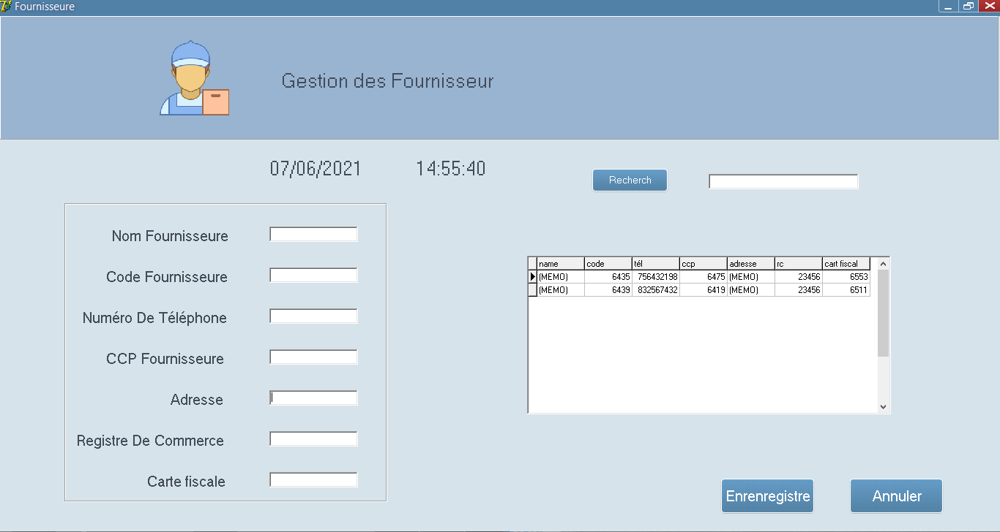 Fournisseure
Gestion des Fournisseur
07/06/2021 14:55:40
Recherch
Nom Fournisseure
Code Fournisseure
Numéro De Téléphone
CCP Fournisseure
Adresse
Registre De Commerce
Carte fiscale
name code tél ccp adresse rc cart fiscal
(MEMO) 6435 756432198 6475 (MEMO) 23456 6553
(MEMO) 6439 832567432 6419 (MEMO) 23456 6511
Enrenregistre Annuler